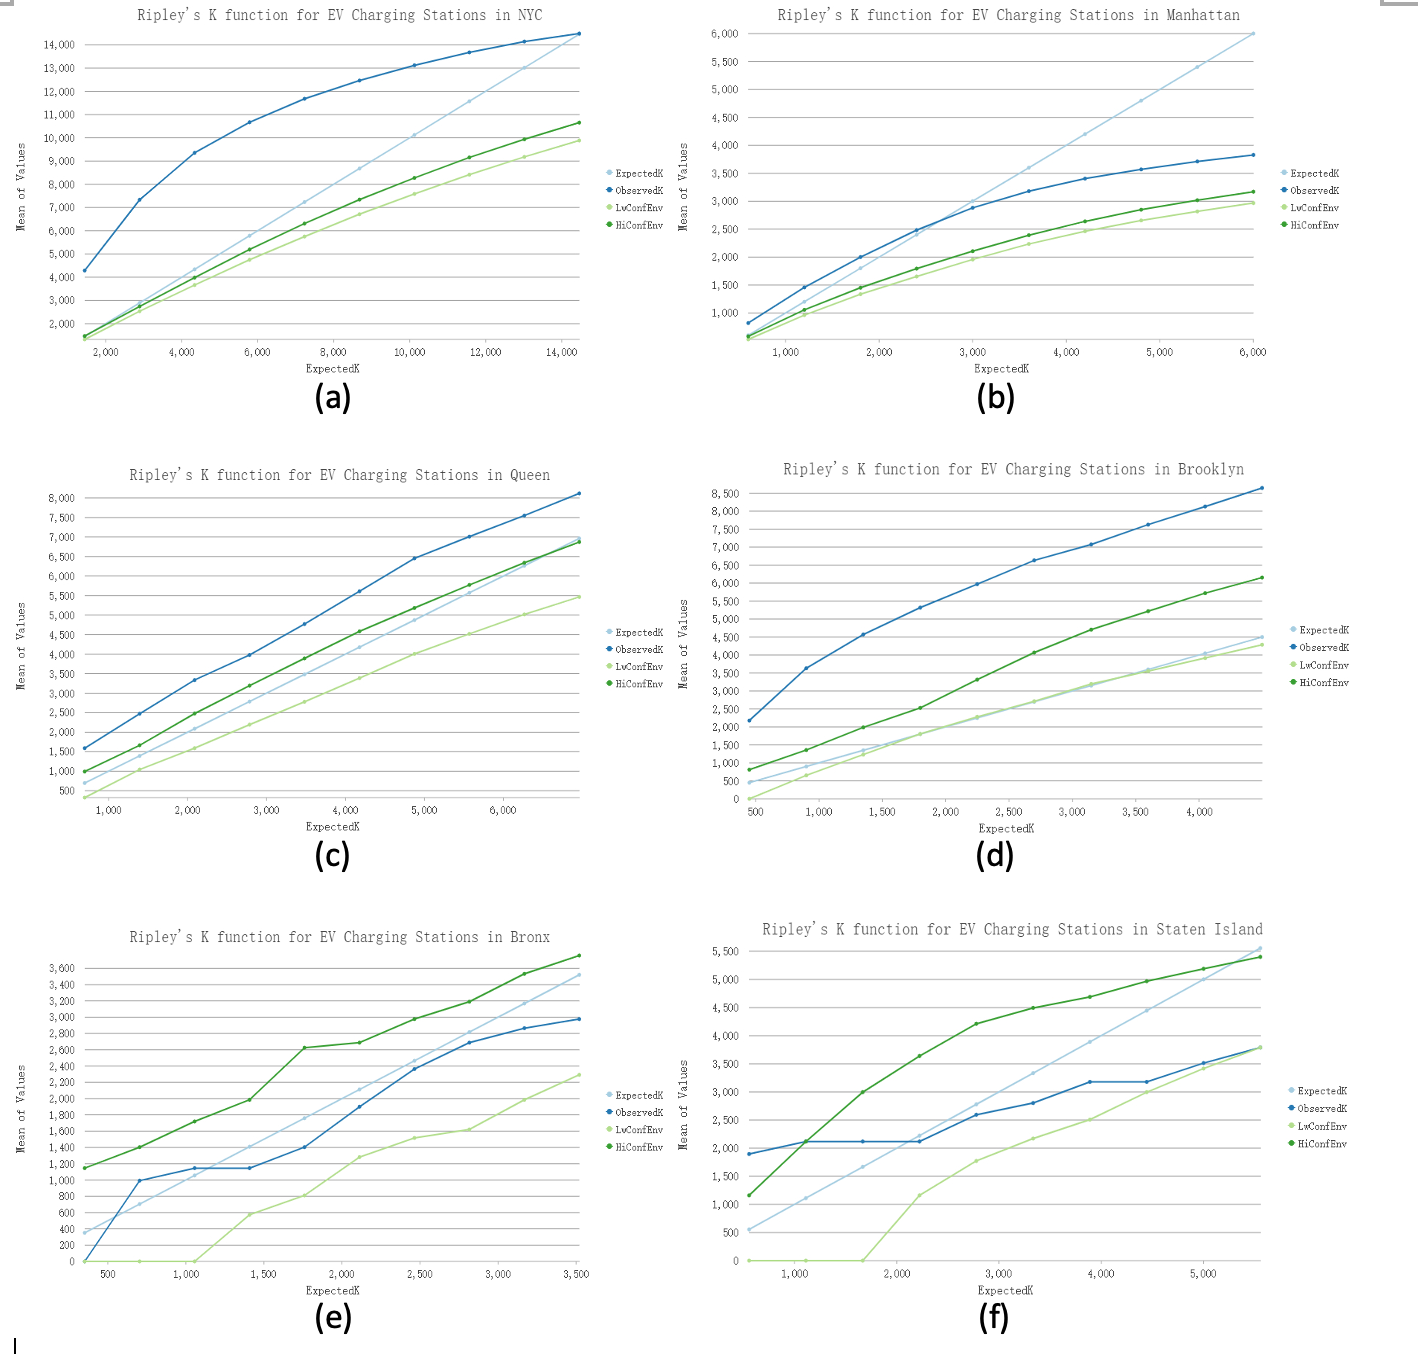 Ripley's K function for EV Charging Stations in NYC
14,000
13,000
12,000
11,000
10,000
9,000
8,000
7,000
6,000
5,000
4,000
3,000
2,000
Mean of Values
2,000 4,000 6,000 8,000 10,000 12,000 14,000
ExpectedK
ExpectedK
ObservedK
LwConfEnv
HiConfEnv
(a)
Ripley's K function for EV Charging Stations in Manhattan
6,000
5,500
5,000
4,500
4,000
3,500
3,000
2,500
2,000
1,500
1,000
Mean of Values
1,000 2,000 3,000 4,000 5,000 6,000
ExpectedK
ExpectedK
ObservedK
LwConfEnv
HiConfEnv
(b)
Ripley's K function for EV Charging Stations in Queen
8,000
7,500
7,000
6,500
6,000
5,500
5,000
4,500
4,000
3,500
3,000
2,500
2,000
1,500
1,000
500
Mean of Values
1,000 2,000 3,000 4,000 5,000 6,000
ExpectedK
ExpectedK
ObservedK
LwConfEnv
HiConfEnv
(c)
Ripley's K function for EV Charging Stations in Brooklyn
8,500
8,000
7,500
7,000
6,500
6,000
5,500
5,000
4,500
4,000
3,500
3,000
2,500
2,000
1,500
1,000
500
0
Mean of Values
500 1,000 1,500 2,000 2,500 3,000 3,500 4,000
ExpectedK
ExpectedK
ObservedK
LwConfEnv
HiConfEnv
(d)
Ripley's K function for EV Charging Stations in Bronx
3,600
3,400
3,200
3,000
2,800
2,600
2,400
2,200
2,000
1,800
1,600
1,400
1,200
1,000
800
600
400
200
0
Mean of Values
500 1,000 1,500 2,000 2,500 3,000 3,500
ExpectedK
ExpectedK
ObservedK
LwConfEnv
HiConfEnv
(e)
Ripley's K function for EV Charging Stations in Staten Island
5,500
5,000
4,500
4,000
3,500
3,000
2,500
2,000
1,500
1,000
500
0
Mean of Values
1,000 2,000 3,000 4,000 5,000
ExpectedK
ExpectedK
ObservedK
LwConfEnv
HiConfEnv
(f)